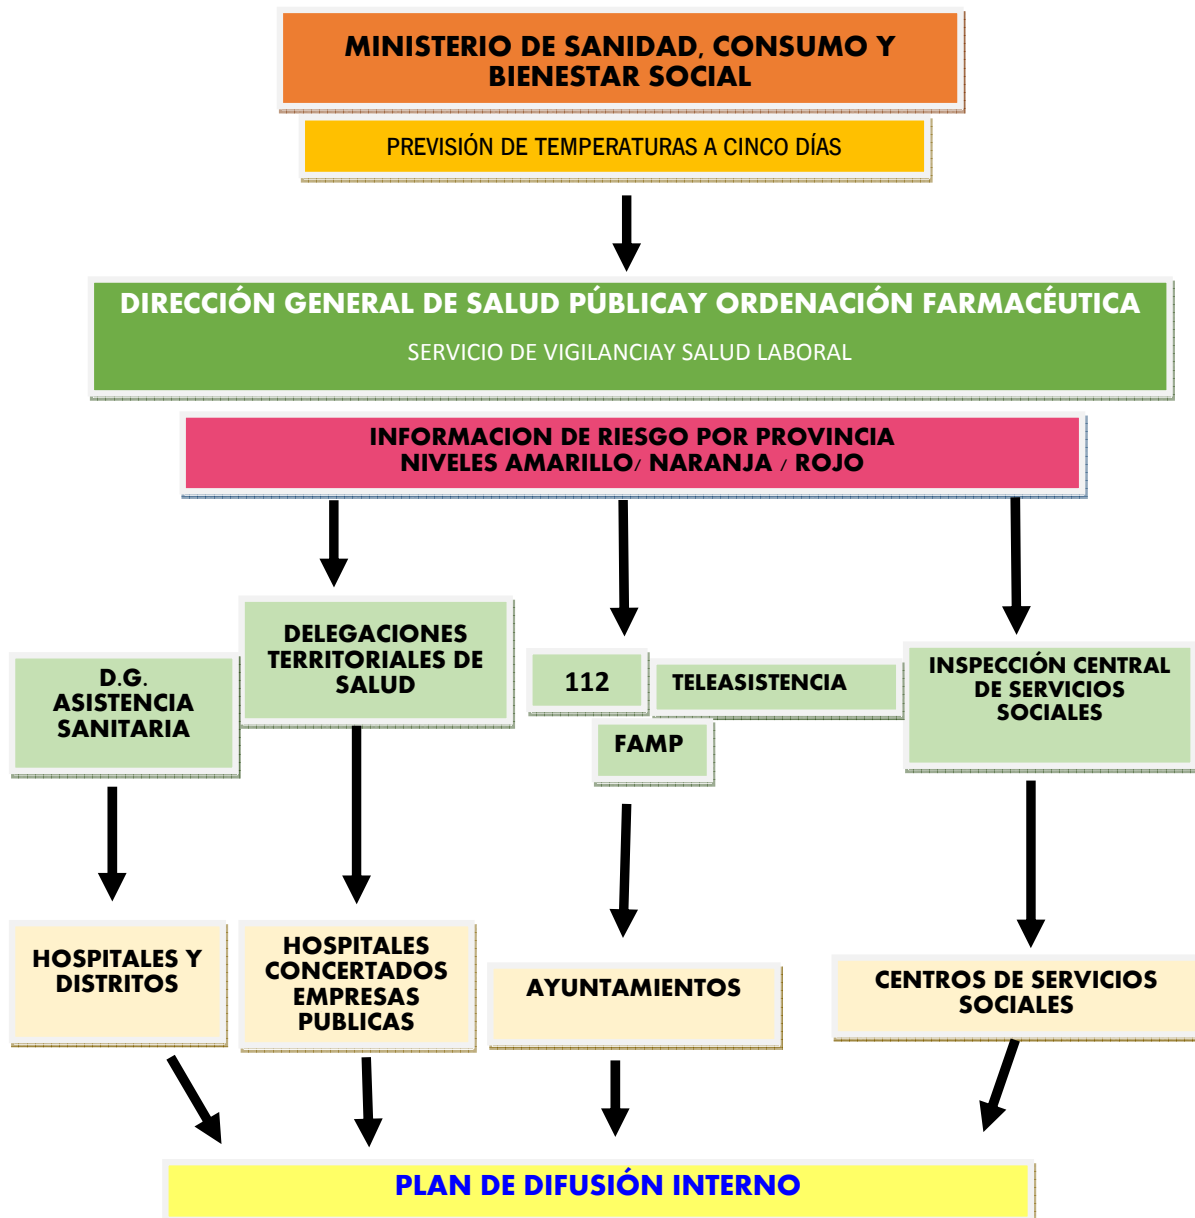 MINISTERIO DE SANIDAD, CONSUMO Y
BIENESTAR SOCIAL
PREVISIÓN DE TEMPERATURAS A CINCO DÍAS
DIRECCIÓN GENERAL DE SALUD PÚBLICAY ORDENACIÓN FARMACÉUTICA
SERVICIO DE VIGILANCIAY SALUD LABORAL
INFORMACION DE RIESGO POR PROVINCIA
NIVELES AMARILLO/ NARANJA / ROJO
D.G.
ASISTENCIA
SANITARIA
DELEGACIONES
TERRITORIALES DE
SALUD
112
TELEASISTENCIA
FAMP
INSPECCIÓN CENTRAL
DE SERVICIOS
SOCIALES
HOSPITALES Y
DISTRITOS
HOSPITALES
CONCERTADOS
EMPRESAS
PUBLICAS
AYUNTAMIENTOS
CENTROS DE SERVICIOS
SOCIALES
PLAN DE DIFUSIÓN INTERNO